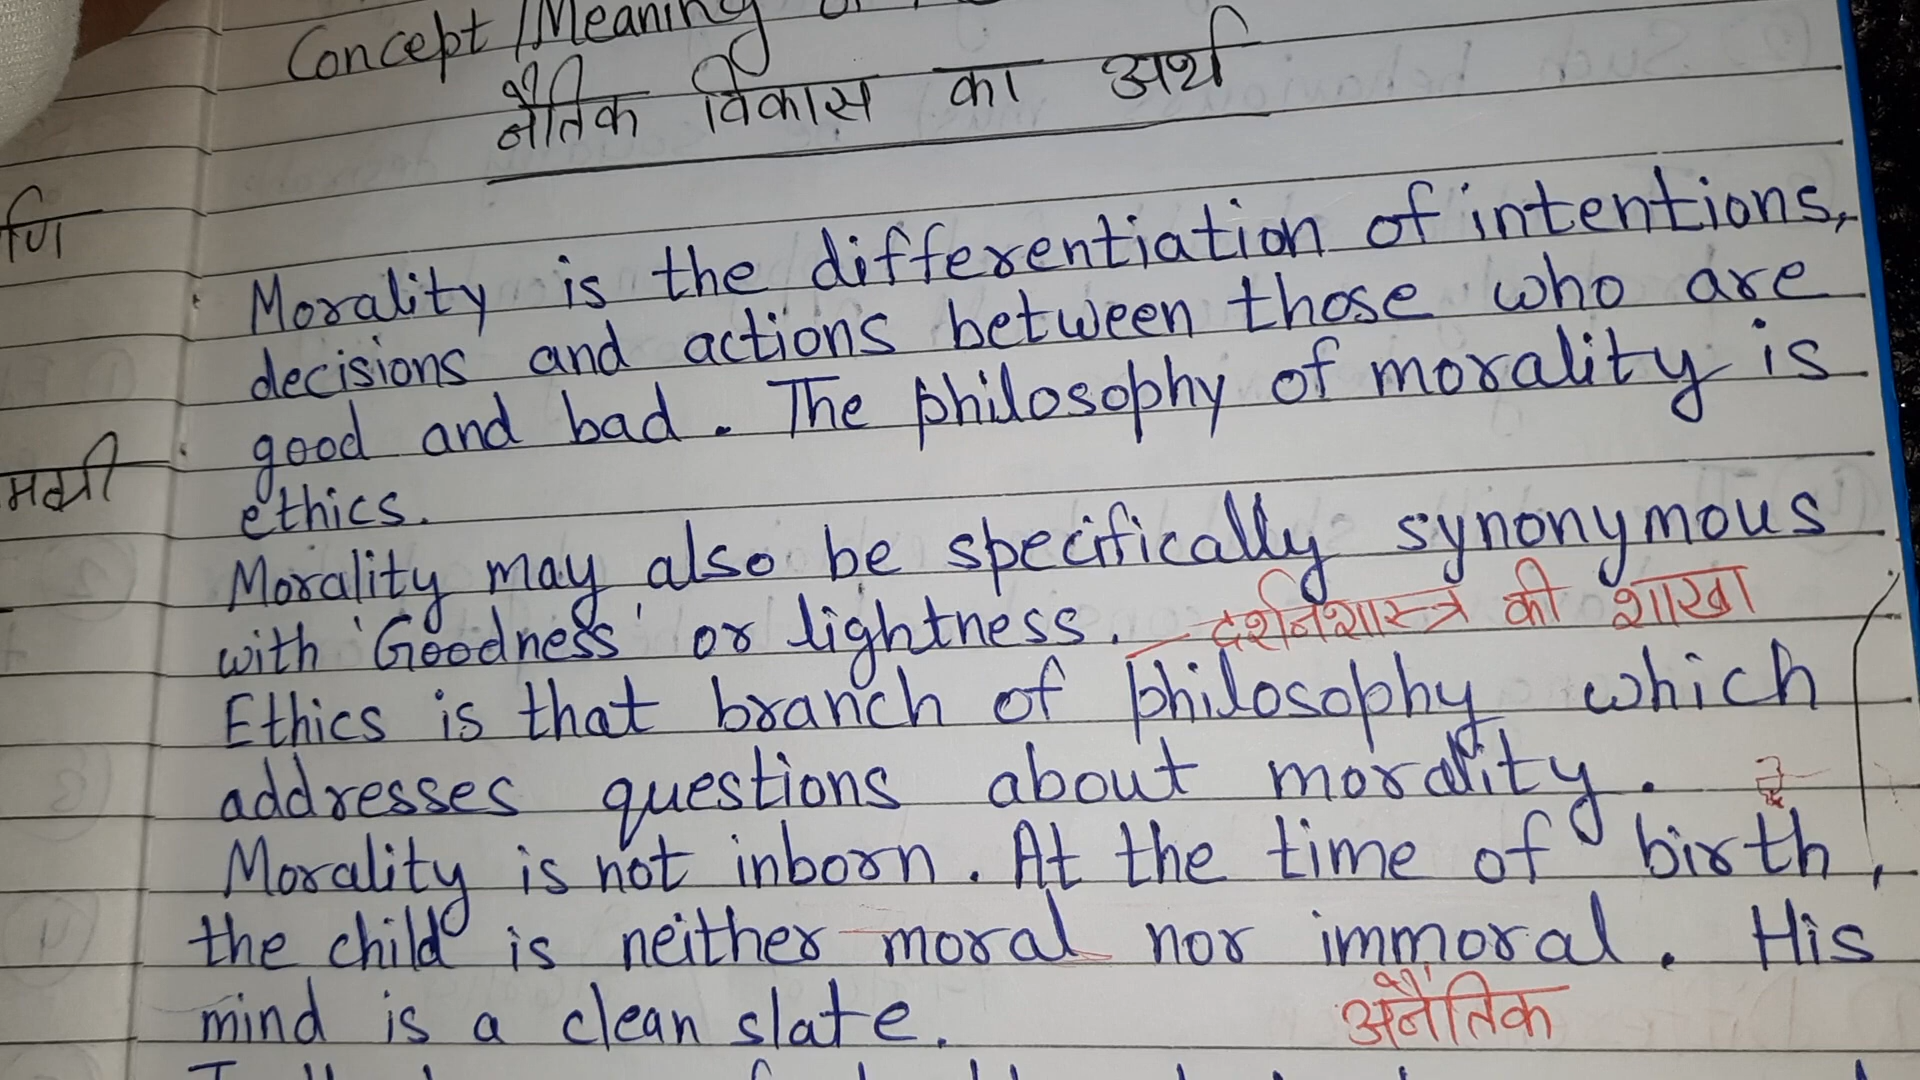 Concept / Meaning of
नैतिक विकास का अर्थ
णि
Morality is the differentiation of intentions,
decisions and actions between those who are
good and bad. The philosophy of morality is
ethics.
Morality may also be specifically synonymous
with 'Goodness' or lightness. – दर्शनशास्त्र की शाखा
Ethics is that branch of philosophy which
addresses questions about morality.
Morality is not inborn. At the time of birth,
the child is neither moral nor immoral. His
अनैतिक
mind is a clean slate.